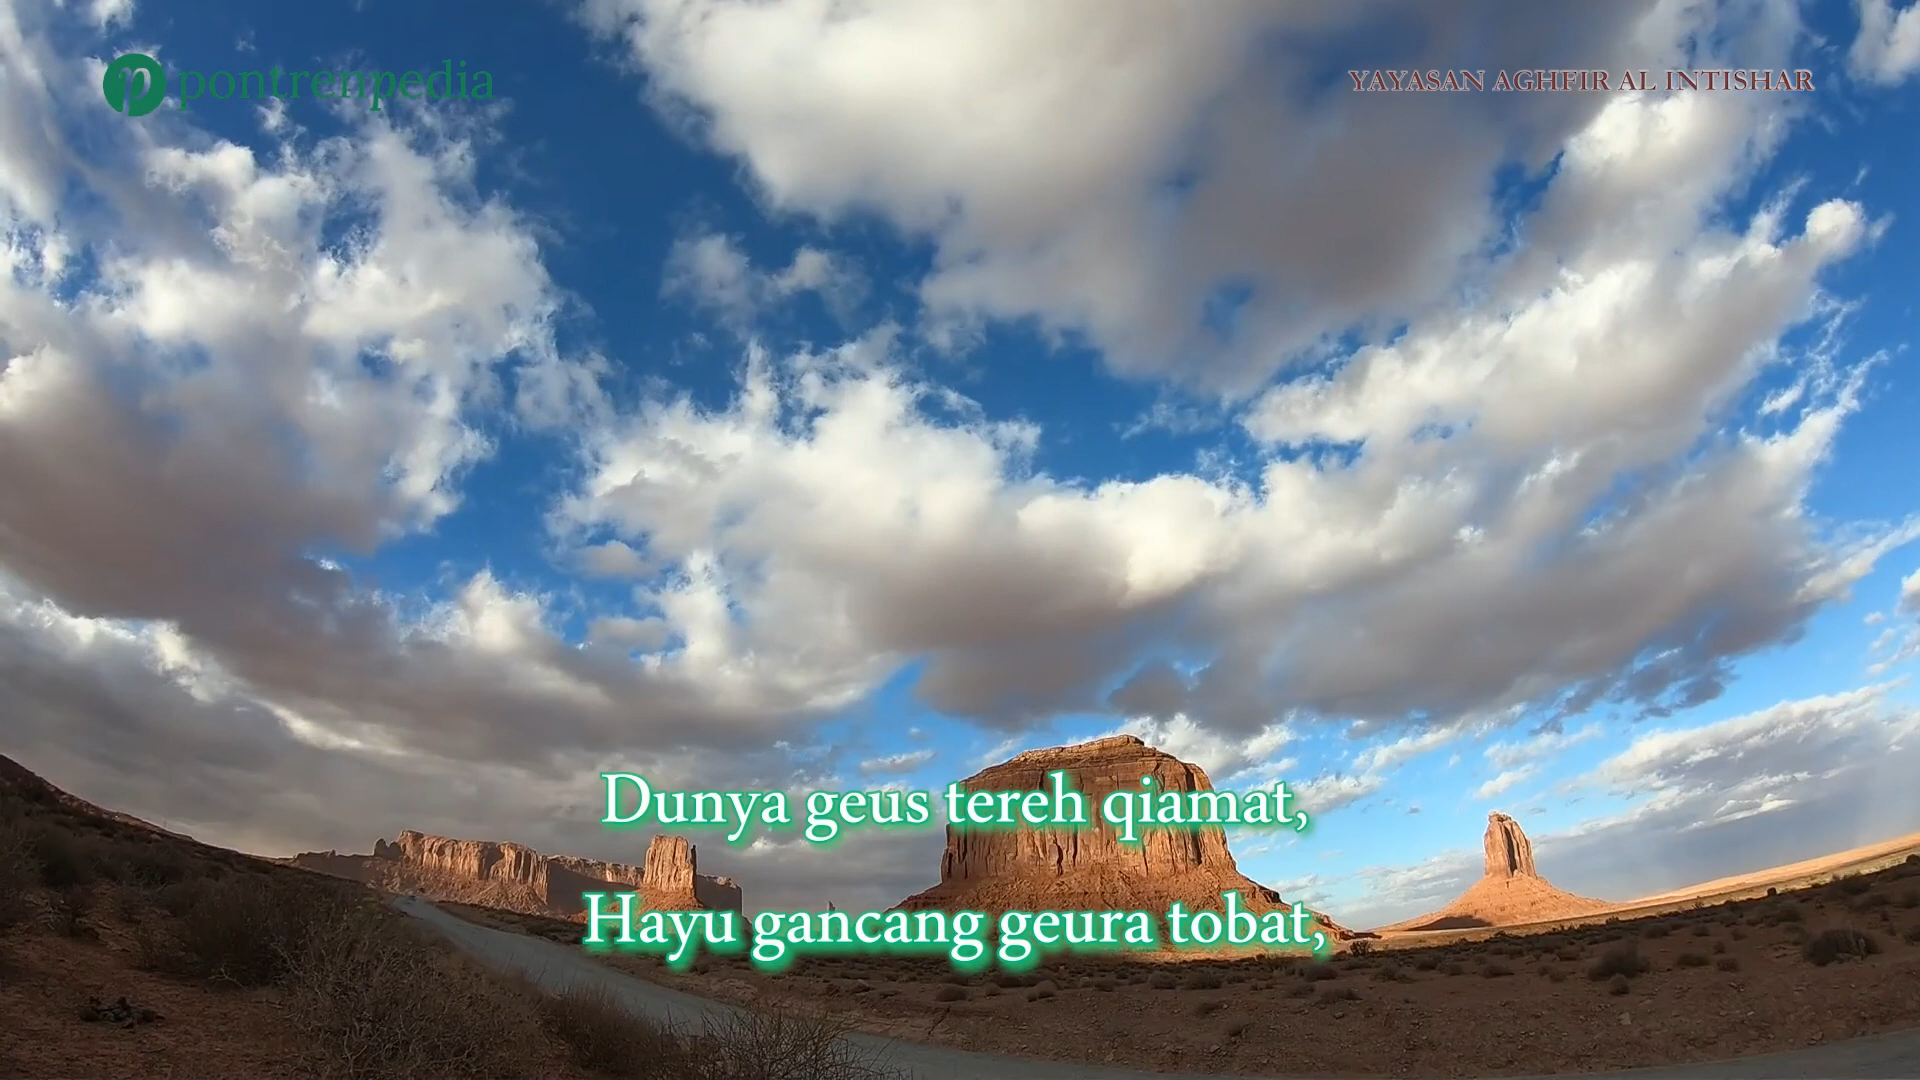 pontrenpedia
YAYASAN AGHFIR AL INTISHAR
Dunya geus tereh qiamat,
Hayu gancang geura tobat,